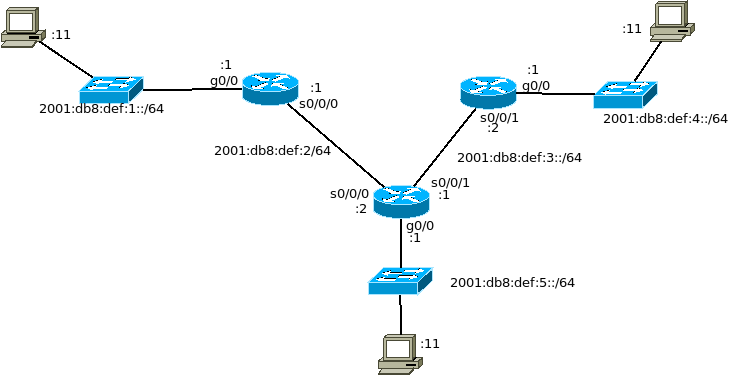 :11
:11
:1
g0/0
:1
s0/0/0
2001:db8:def:1::/64
:1
g0/0
s0/0/1
:2
2001:db8:def:4::/64
2001:db8:def:2/64
2001:db8:def:3::/64
s0/0/0
:2
s0/0/1
:1
g0/0
:1
2001:db8:def:5::/64
:11